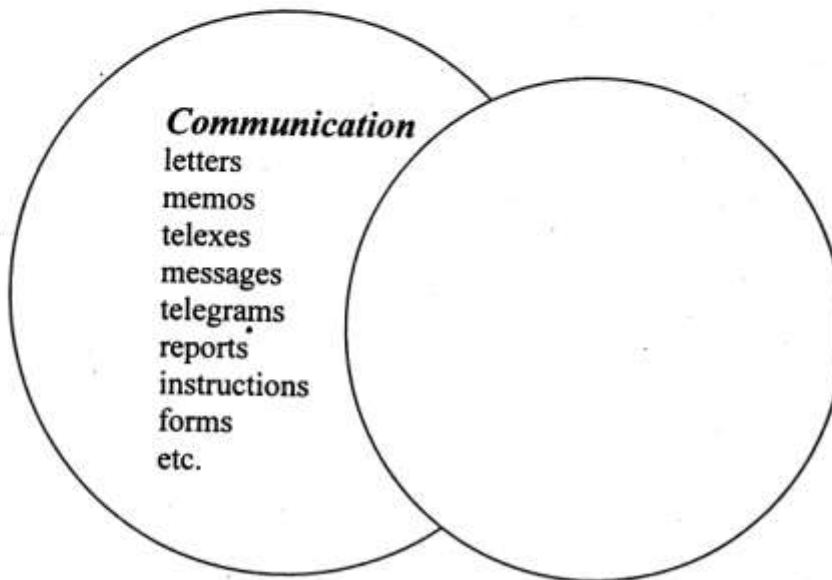 Communication
letters
memos
telexes
messages
telegrams
reports
instructions
forms
etc.